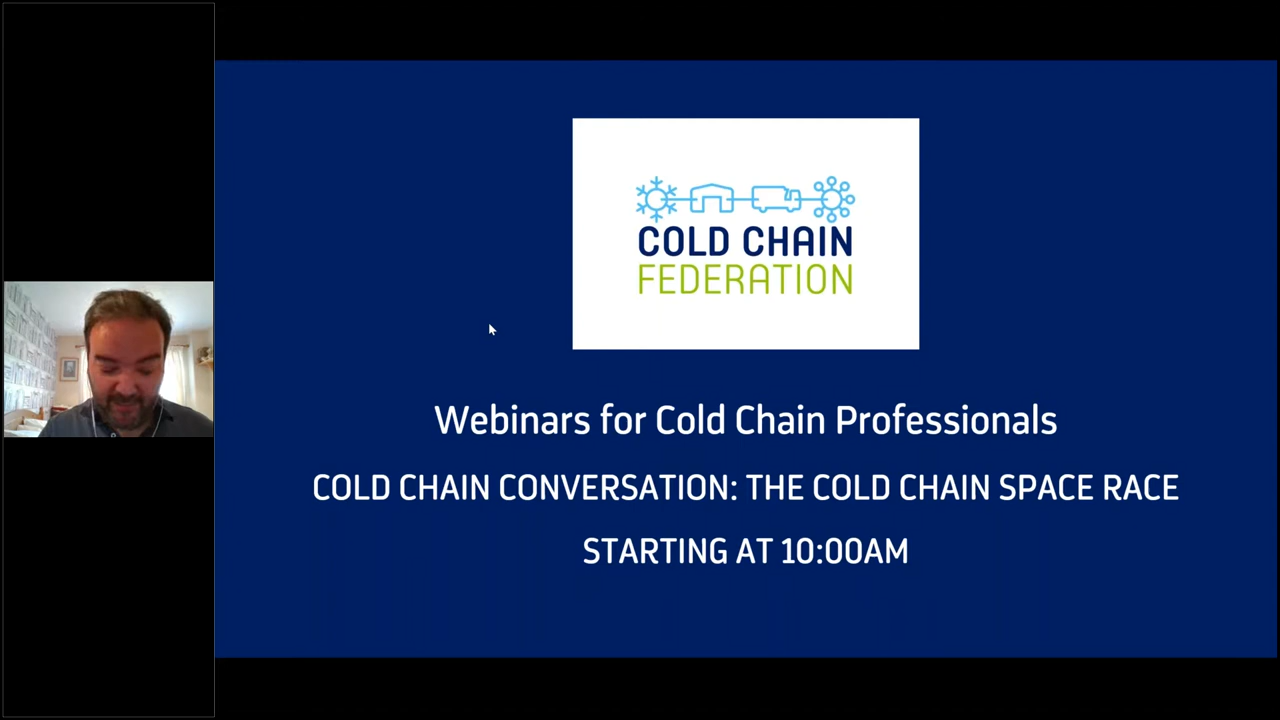 COLD CHAIN
FEDERATION
Webinars for Cold Chain Professionals
COLD CHAIN CONVERSATION: THE COLD CHAIN SPACE RACE
STARTING AT 10:00AM